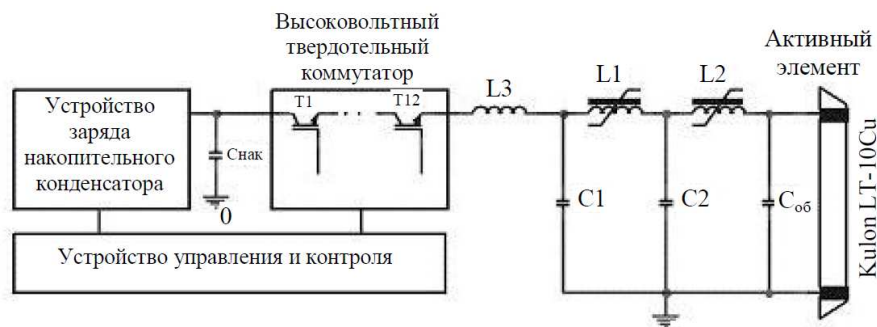 Высоковольтный
твердотельный
коммутатор
Активный
элемент
Устройство
заряда
накопительного
конденсатора
T1
T12
L3
L1
L2
Cнак
0
C1
C2
Cоб
Kulon LT-10Cu
Устройство управления и контроля